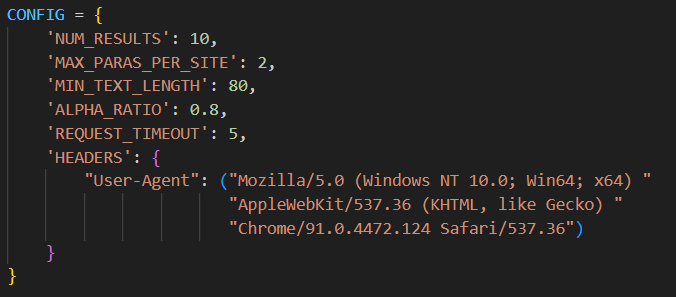 CONFIG = {
    'NUM_RESULTS': 10,
    'MAX_PARAS_PER_SITE': 2,
    'MIN_TEXT_LENGTH': 80,
    'ALPHA_RATIO': 0.8,
    'REQUEST_TIMEOUT': 5,
    'HEADERS': {
        "User-Agent": ("Mozilla/5.0 (Windows NT 10.0; Win64; x64) "
                       "AppleWebKit/537.36 (KHTML, like Gecko) "
                       "Chrome/91.0.4472.124 Safari/537.36")
    }
}